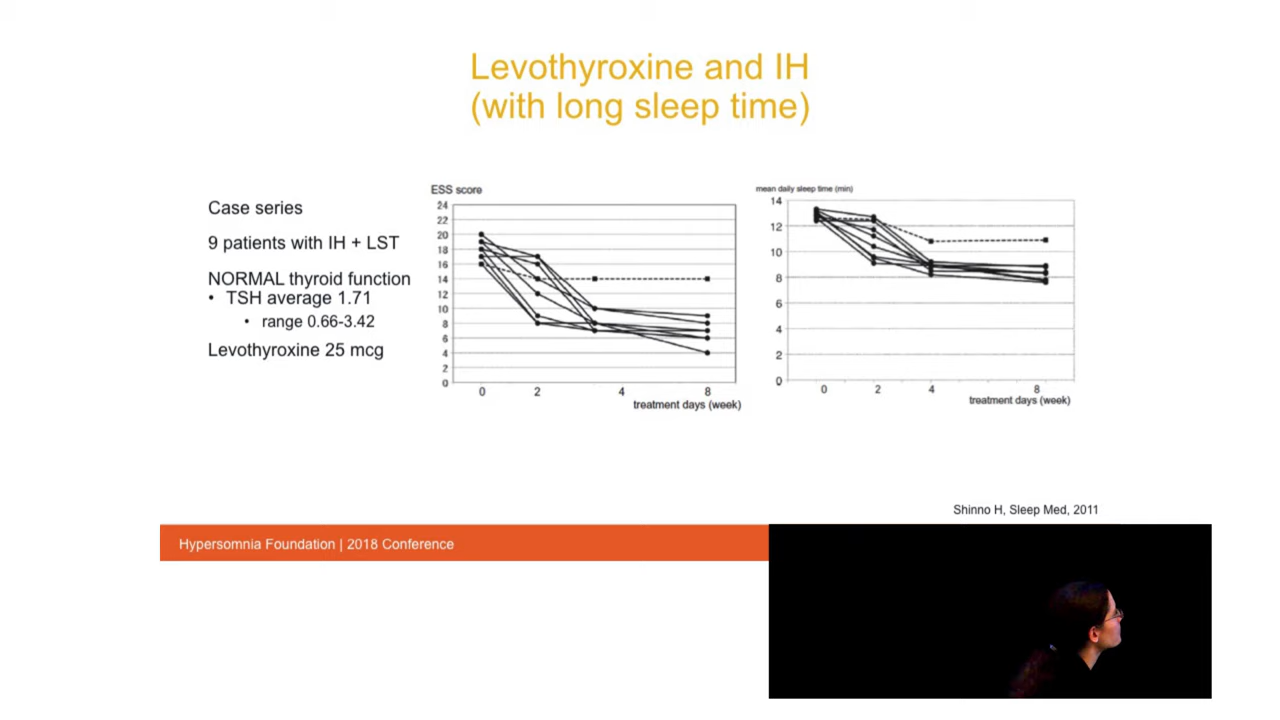 Levothyroxine and IH
(with long sleep time)
Case series
9 patients with IH + LST
NORMAL thyroid function
• TSH average 1.71
• range 0.66-3.42
Levothyroxine 25 mcg
ESS score
24
22
20
18
16
14
12
10
8
6
4
2
0
0 2 4 8
treatment days (week)
mean daily sleep time (min)
14
12
10
8
6
4
2
0
0 2 4 8
treatment days (week)
Shinno H, Sleep Med, 2011
Hypersomnia Foundation | 2018 Conference